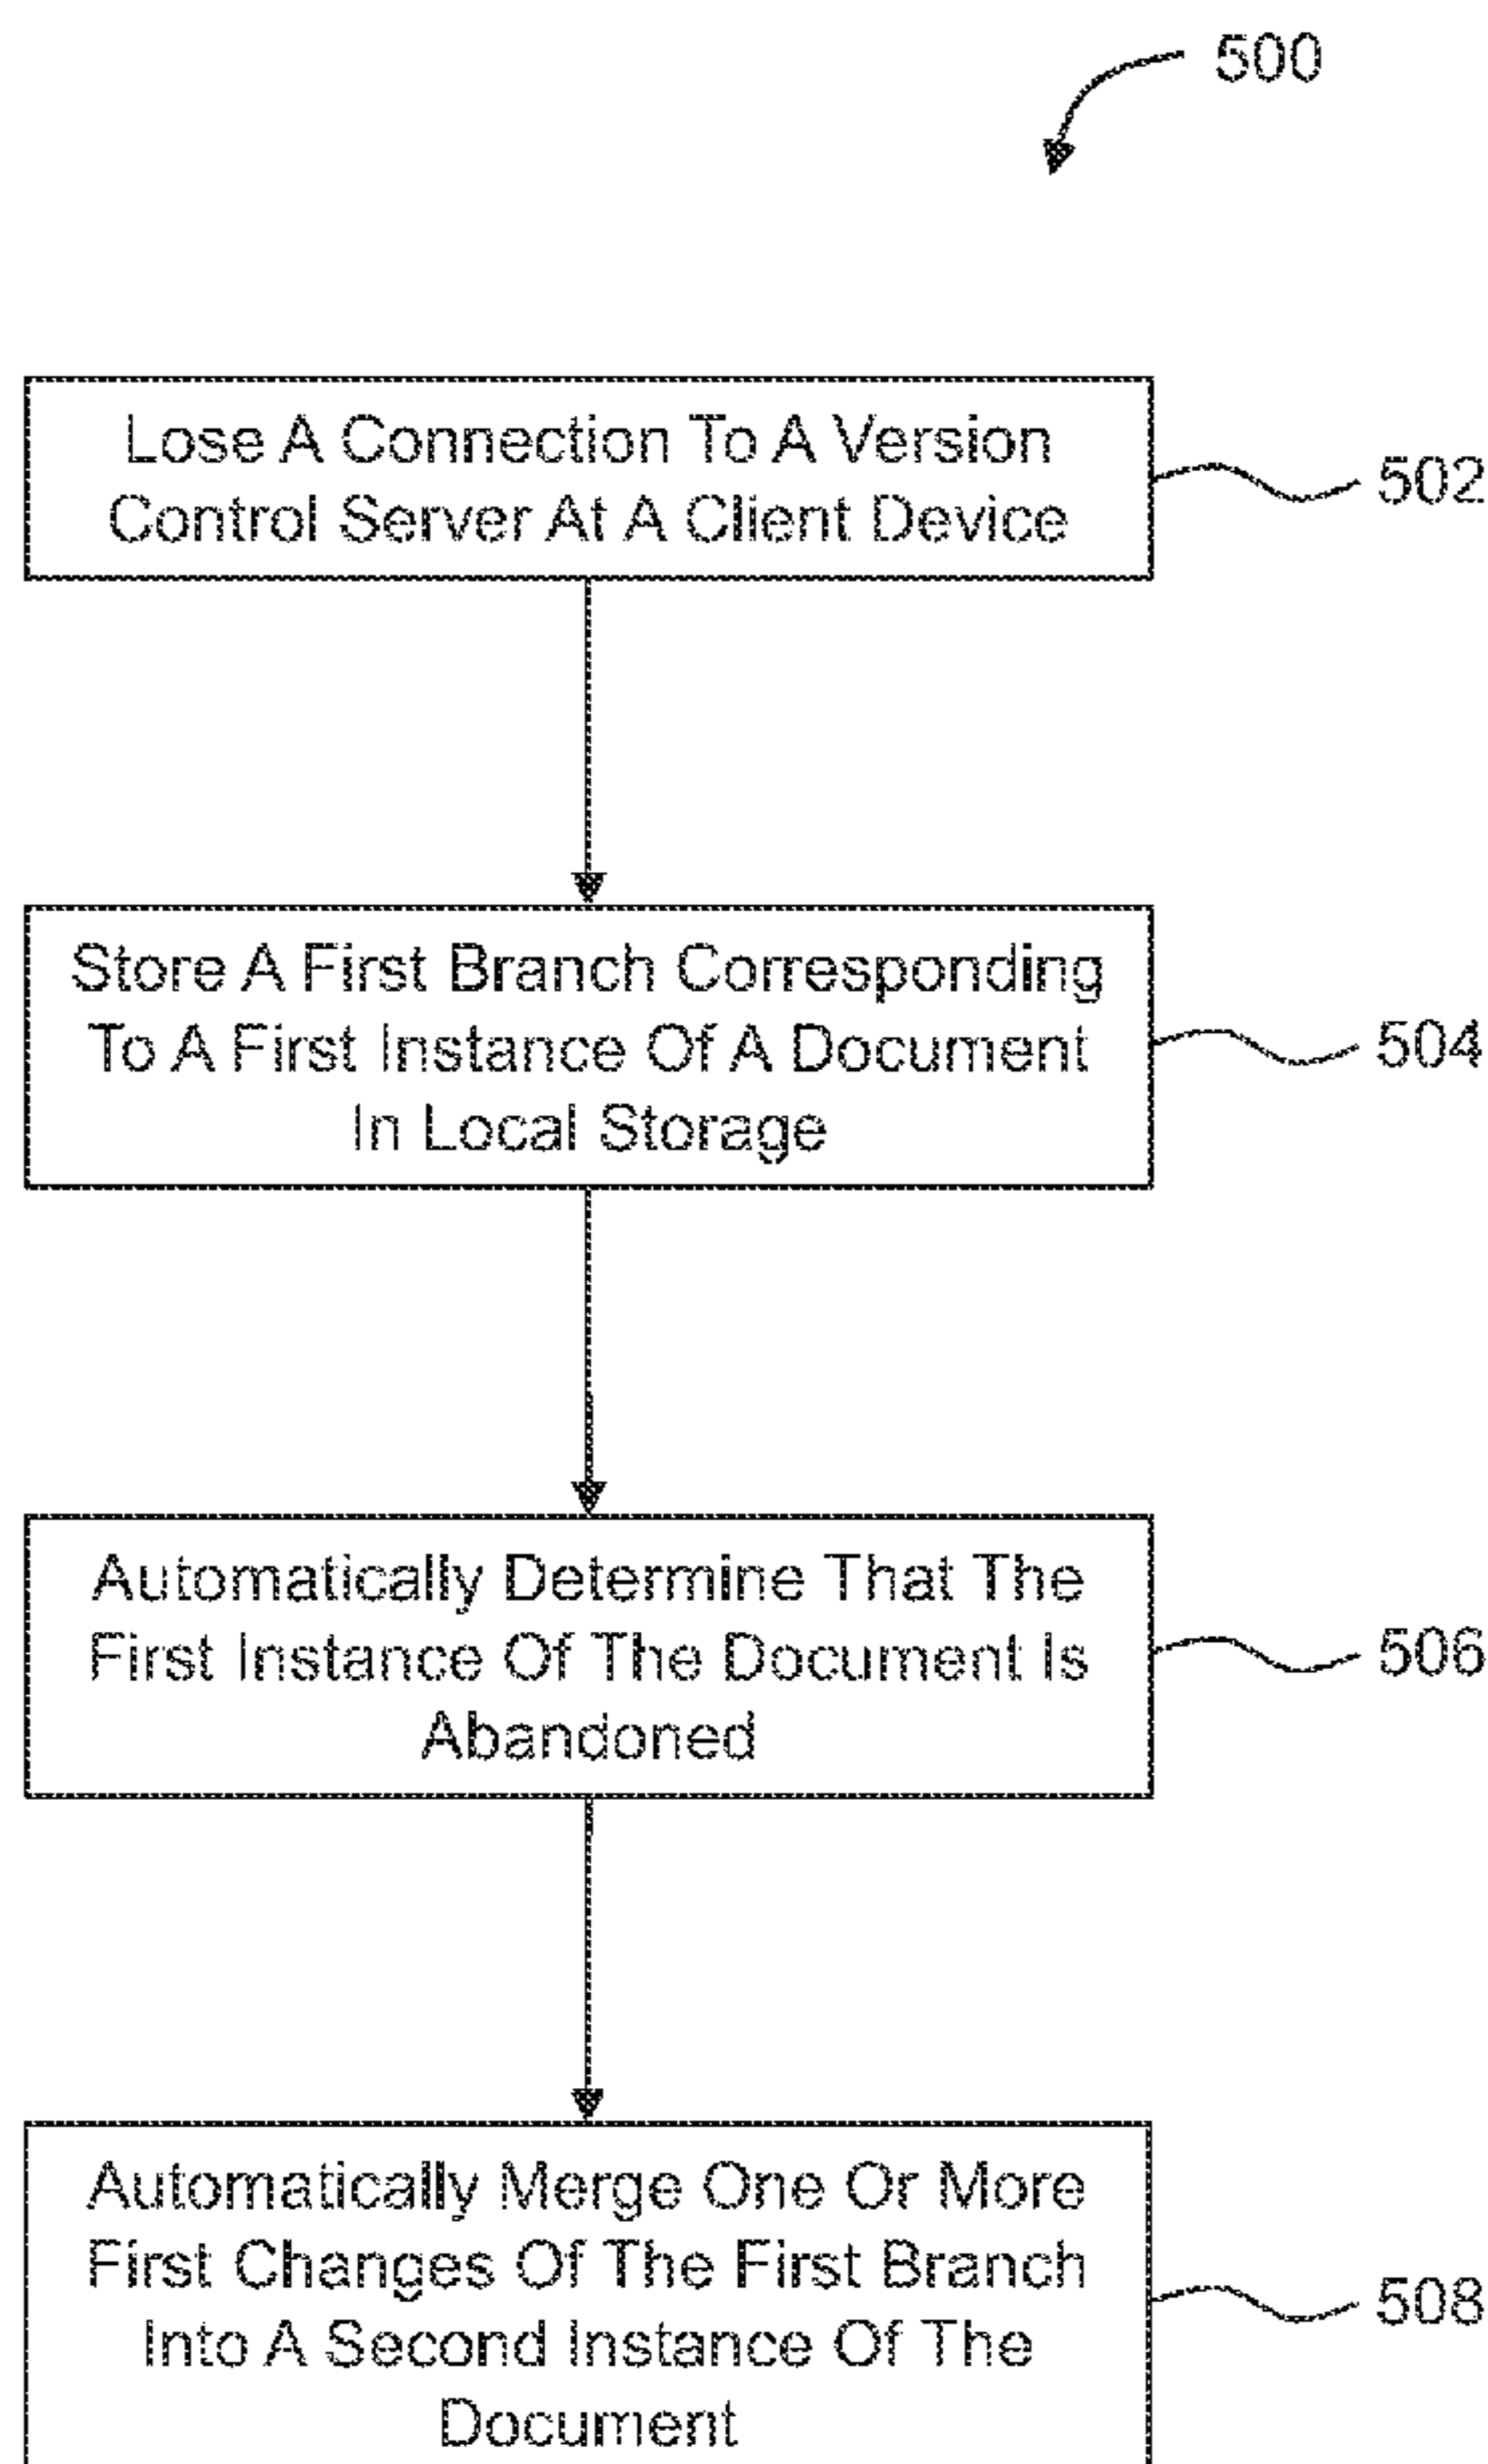 500
Lose A Connection To A Version
Control Server At A Client Device
502
Store A First Branch Corresponding
To A First Instance Of A Document
In Local Storage
504
Automatically Determine That The
First Instance Of The Document Is
Abandoned
506
Automatically Merge One Or More
First Changes Of The First Branch
Into A Second Instance Of The
Document
508